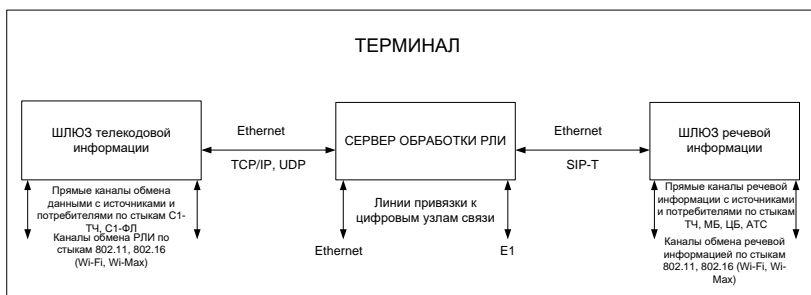 ТЕРМИНАЛ
ШЛЮЗ телекодовой
информации
Ethernet
TCP/IP, UDP
СЕРВЕР ОБРАБОТКИ РЛИ
Ethernet
SIP-T
ШЛЮЗ речевой
информации
Прямые каналы обмена
данными с источниками и
потребителями по стыкам С1-
ТЧ, С1-ФЛ
Каналы обмена РЛИ по
стыкам 802.11, 802.16
(Wi-Fi, Wi-Max)
Линии привязки к
цифровым узлам связи
Ethernet
E1
Прямые каналы речевой
информации с источниками
и потребителями по стыкам
ТЧ, МБ, ЦБ, АТС
Каналы обмена речевой
информацией по стыкам
802.11, 802.16 (Wi-Fi, Wi-
Max)